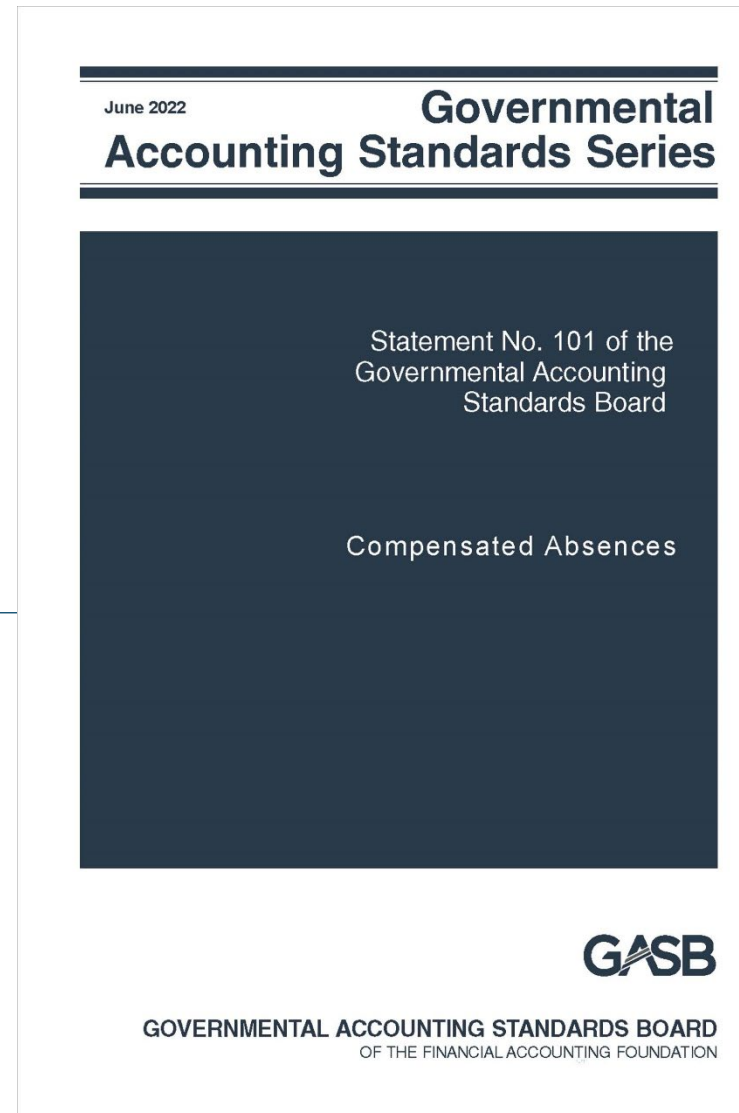 June 2022
Governmental
Accounting Standards Series
Statement No. 101 of the
Governmental Accounting
Standards Board
Compensated Absences
GASB
GOVERNMENTAL ACCOUNTING STANDARDS BOARD
OF THE FINANCIAL ACCOUNTING FOUNDATION